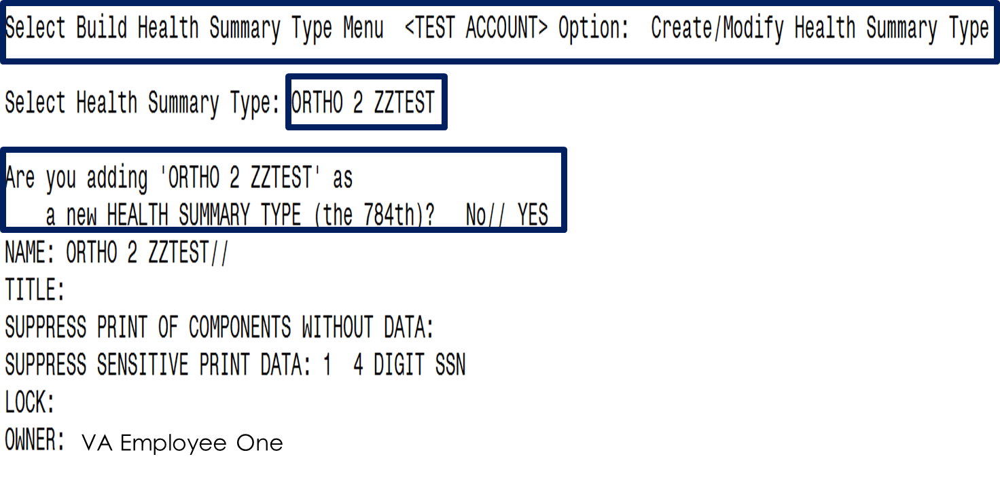 Select Build Health Summary Type Menu  <TEST ACCOUNT> Option:  Create/Modify Health Summary Type
Select Health Summary Type: ORTHO 2 ZZTEST
Are you adding 'ORTHO 2 ZZTEST' as
    a new HEALTH SUMMARY TYPE (the 784th)?   No// YES
NAME: ORTHO 2 ZZTEST//
TITLE:
SUPPRESS PRINT OF COMPONENTS WITHOUT DATA:
SUPPRESS SENSITIVE PRINT DATA: 1  4 DIGIT SSN
LOCK:
OWNER: VA Employee One